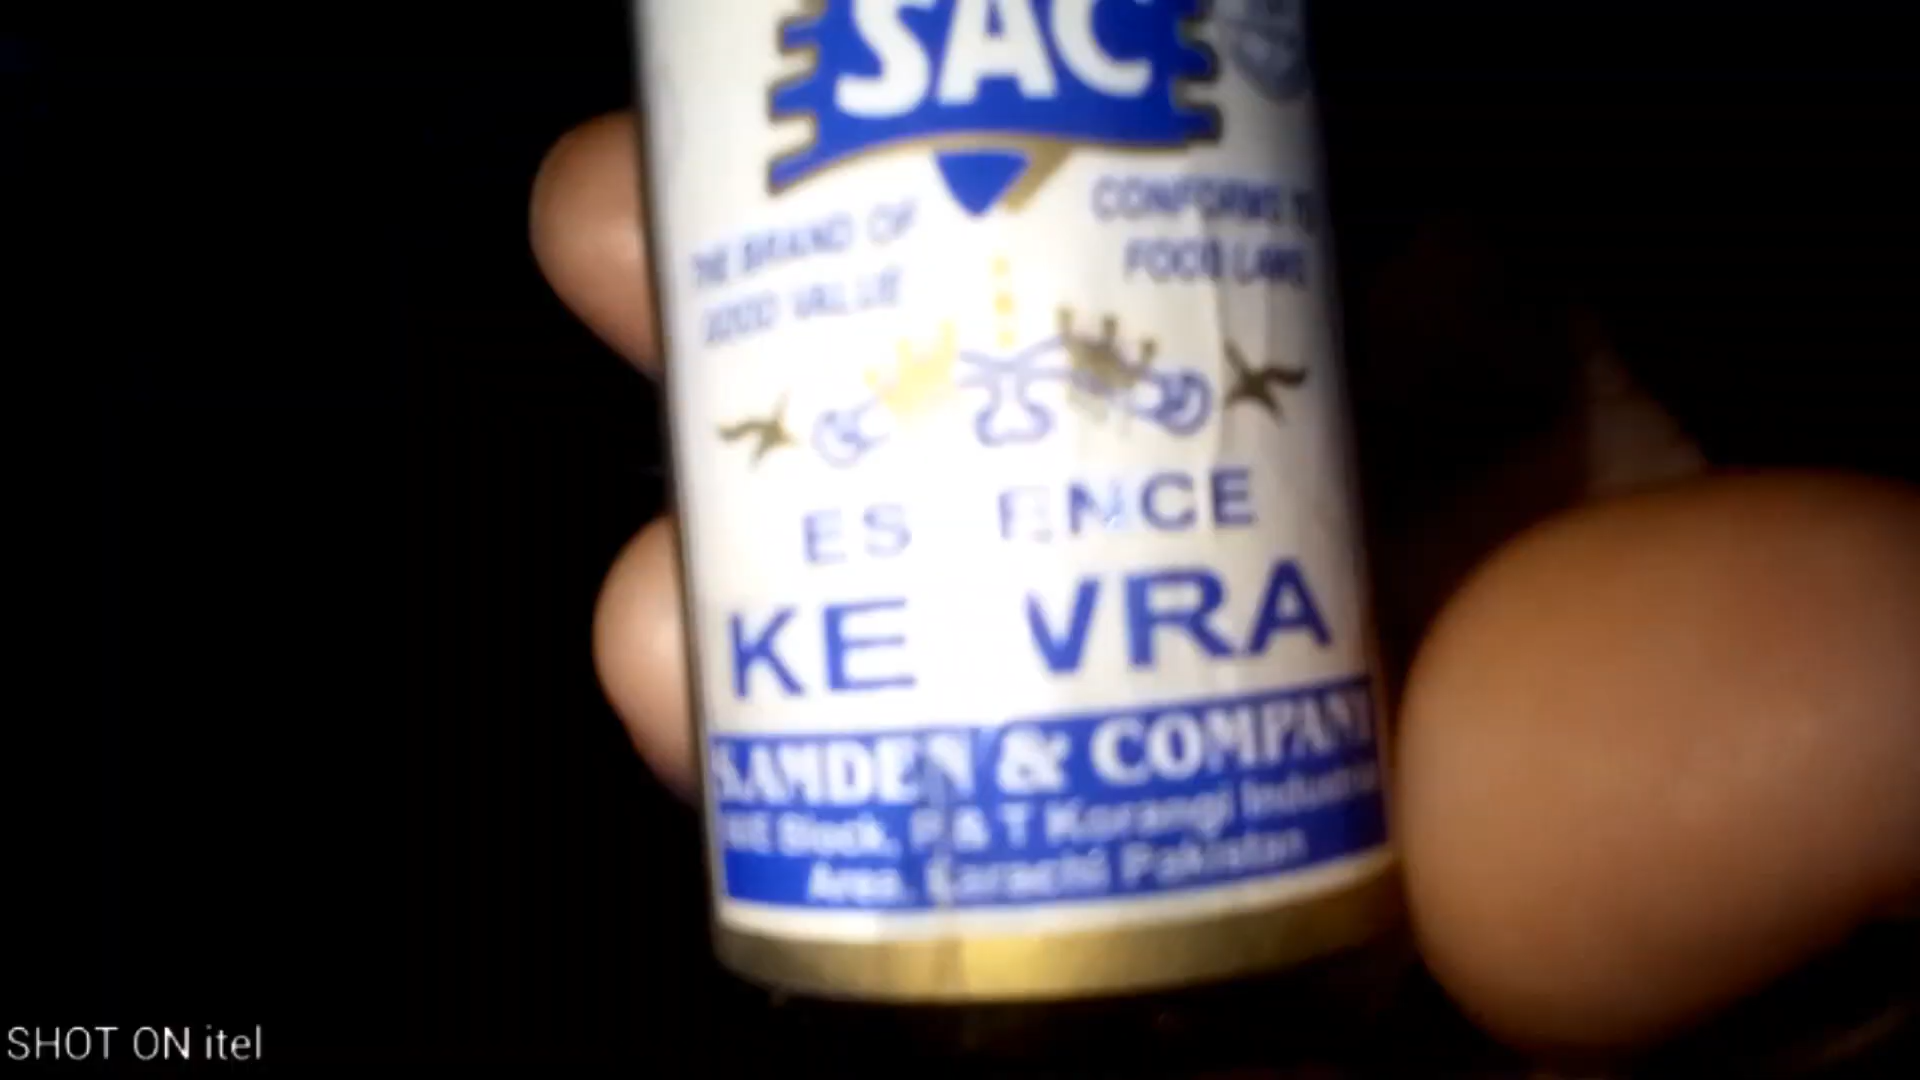 SAC
THE BRAND OF
GOOD VALUE
CONFORMS TO
FOOD LAWS
ES ENCE
KE VRA
SAMDEN & COMPANY
Block, P & T Korangi Industrial
Area, Karachi Pakistan
SHOT ON itel